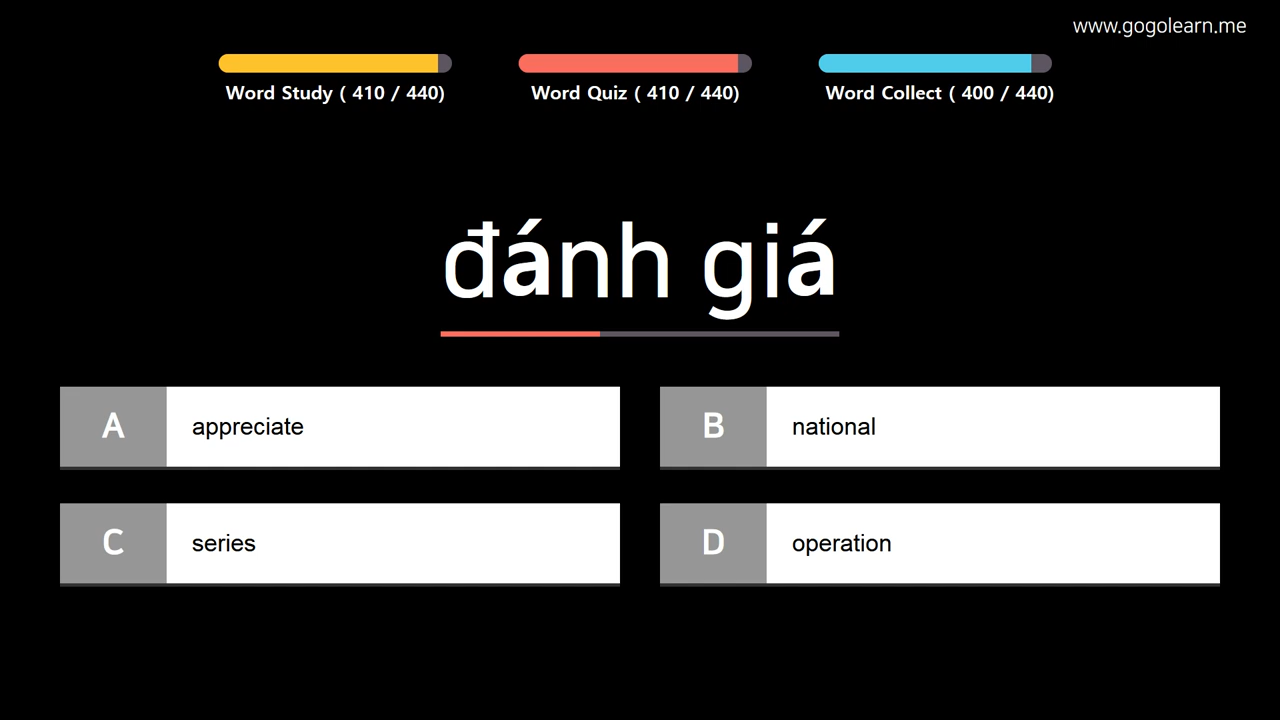 www.gogolearn.me
Word Study ( 410 / 440)
Word Quiz ( 410 / 440)
Word Collect ( 400 / 440)
đánh giá
A appreciate
B national
C series
D operation